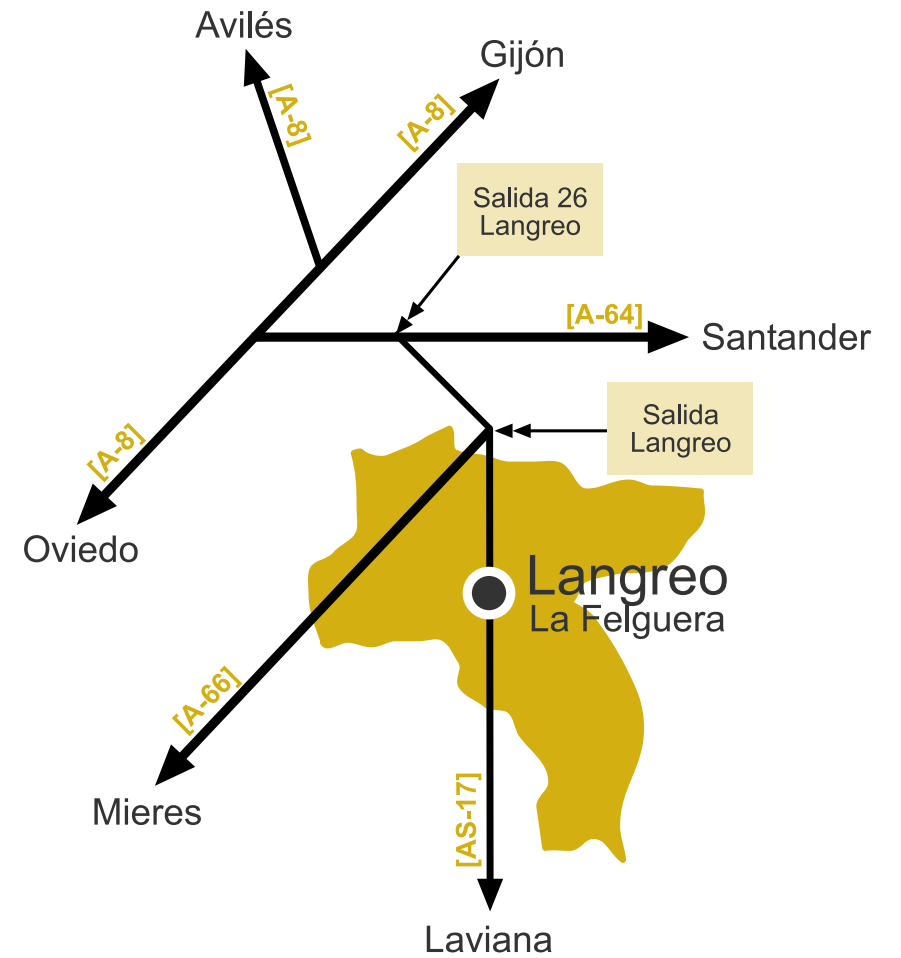 Avilés
Gijón
[A-8]
[A-8]
Salida 26
Langreo
[A-64]
Santander
Salida
Langreo
[A-8]
Oviedo
Langreo
La Felguera
[A-66]
Mieres
[AS-17]
Laviana